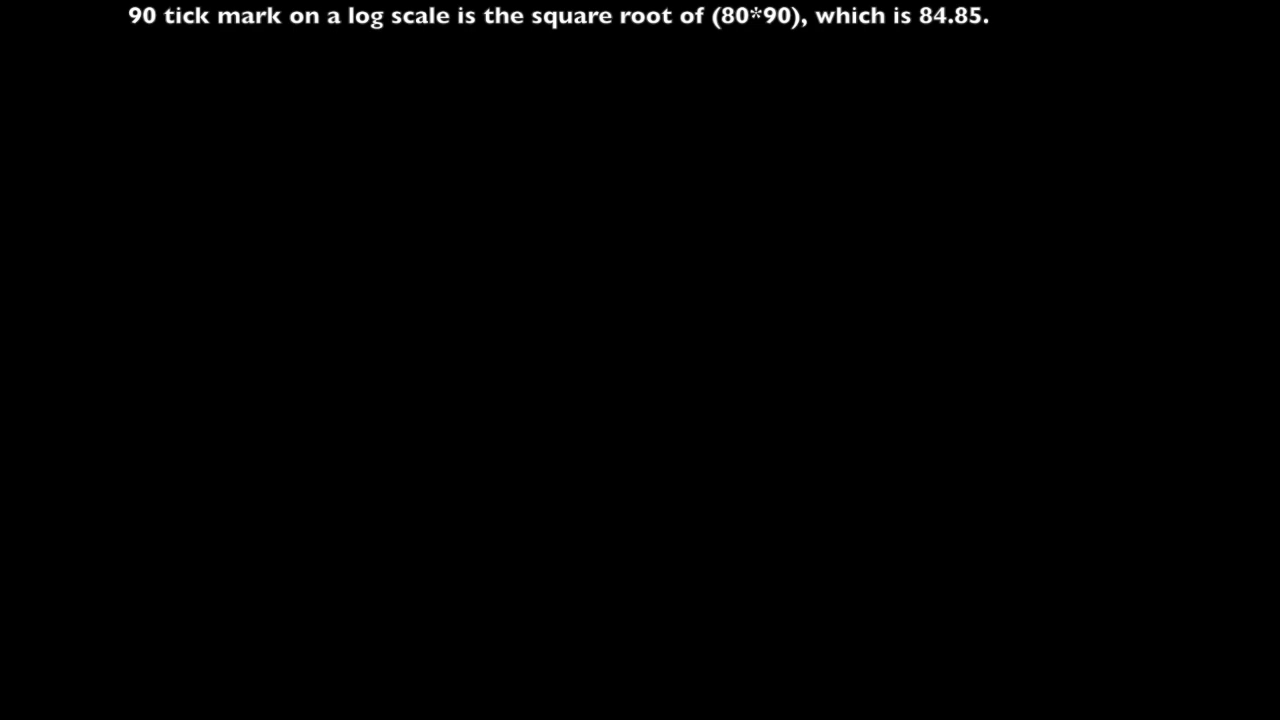 90 tick mark on a log scale is the square root of (80*90), which is 84.85.